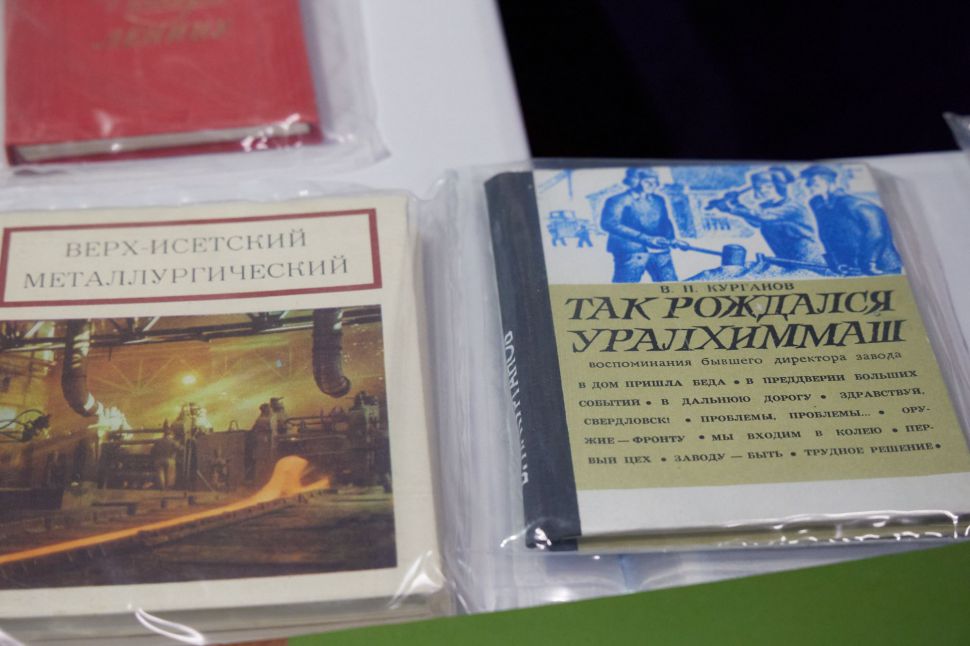 ЛЕНИНУ
ВЕРХ-ИСЕТСКИЙ
МЕТАЛЛУРГИЧЕСКИЙ
В. П. КУРГАНОВ
ТАК РОЖДАЛСЯ
УРАЛХИММАШ
воспоминания бывшего директора завода
В ДОМ ПРИШЛА БЕДА • В ПРЕДДВЕРИИ БОЛЬШИХ
СОБЫТИЙ • В ДАЛЬНЮЮ ДОРОГУ • ЗДРАВСТВУЙ,
СВЕРДЛОВСК! • ПРОБЛЕМЫ, ПРОБЛЕМЫ... • ОРУ-
ЖИЕ — ФРОНТУ • МЫ ВХОДИМ В КОЛЕЮ • ПЕР-
ВЫЙ ЦЕХ • ЗАВОДУ — БЫТЬ • ТРУДНОЕ РЕШЕНИЕ •